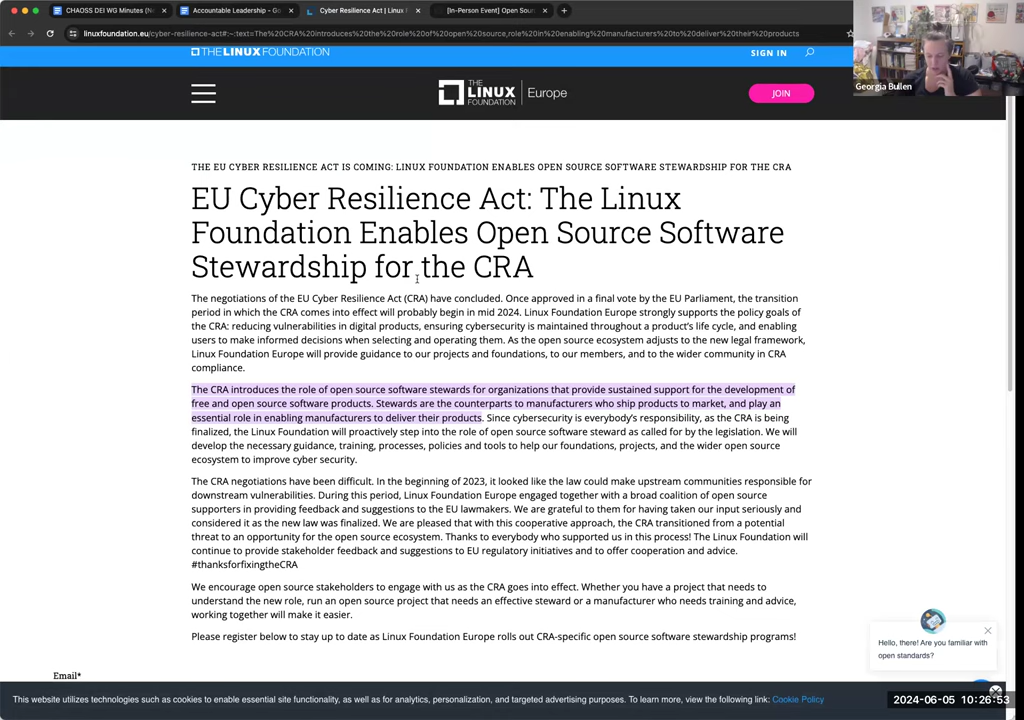 CHAOSS DEI WG Minutes (N
Accountable Leadership - Go
Cyber Resilience Act | Linux F
[In-Person Event] Open Sour
linuxfoundation.eu/cyber-resilience-act#:~:text=The%20CRA%20introduces%20the%20role%20of%20open%20source,role%20in%20enabling%20manufacturers%20to%20deliver%20their%20products
THE LINUX FOUNDATION
SIGN IN
THE LINUX FOUNDATION Europe
JOIN
Georgia Bullen
THE EU CYBER RESILIENCE ACT IS COMING: LINUX FOUNDATION ENABLES OPEN SOURCE SOFTWARE STEWARDSHIP FOR THE CRA
EU Cyber Resilience Act: The Linux
Foundation Enables Open Source Software
Stewardship for the CRA
The negotiations of the EU Cyber Resilience Act (CRA) have concluded. Once approved in a final vote by the EU Parliament, the transition
period in which the CRA comes into effect will probably begin in mid 2024. Linux Foundation Europe strongly supports the policy goals of
the CRA: reducing vulnerabilities in digital products, ensuring cybersecurity is maintained throughout a product's life cycle, and enabling
users to make informed decisions when selecting and operating them. As the open source ecosystem adjusts to the new legal framework,
Linux Foundation Europe will provide guidance to our projects and foundations, to our members, and to the wider community in CRA
compliance.
The CRA introduces the role of open source software stewards for organizations that provide sustained support for the development of
free and open source software products. Stewards are the counterparts to manufacturers who ship products to market, and play an
essential role in enabling manufacturers to deliver their products. Since cybersecurity is everybody's responsibility, as the CRA is being
finalized, the Linux Foundation will proactively step into the role of open source software steward as called for by the legislation. We will
develop the necessary guidance, training, processes, policies and tools to help our foundations, projects, and the wider open source
ecosystem to improve cyber security.
The CRA negotiations have been difficult. In the beginning of 2023, it looked like the law could make upstream communities responsible for
downstream vulnerabilities. During this period, Linux Foundation Europe engaged together with a broad coalition of open source
supporters in providing feedback and suggestions to the EU lawmakers. We are grateful to them for having taken our input seriously and
considered it as the new law was finalized. We are pleased that with this cooperative approach, the CRA transitioned from a potential
threat to an opportunity for the open source ecosystem. Thanks to everybody who supported us in this process! The Linux Foundation will
continue to provide stakeholder feedback and suggestions to EU regulatory initiatives and to offer cooperation and advice.
#thanksforfixingtheCRA
We encourage open source stakeholders to engage with us as the CRA goes into effect. Whether you have a project that needs to
understand the new role, run an open source project that needs an effective steward or a manufacturer who needs training and advice,
working together will make it easier.
Please register below to stay up to date as Linux Foundation Europe rolls out CRA-specific open source software stewardship programs!
Hello, there! Are you familiar with
open standards?
Email*
This website utilizes technologies such as cookies to enable essential site functionality, as well as for analytics, personalization, and targeted advertising purposes. To learn more, view the following link: Cookie Policy
2024-06-05 10:26:53